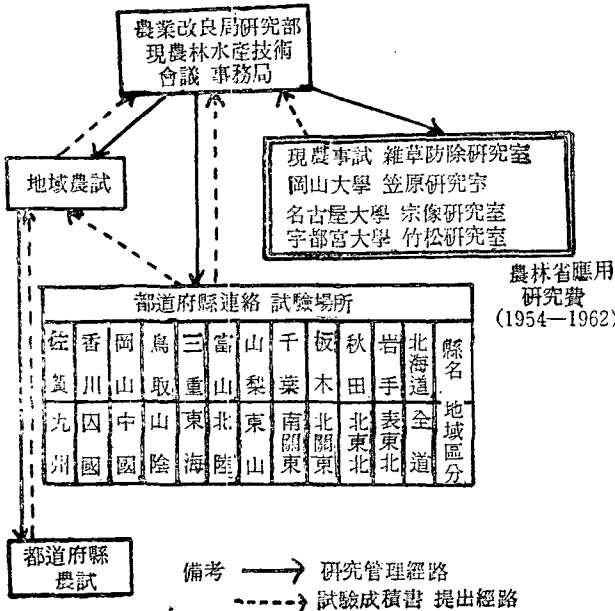 農業改良局研究部
現農林水産技術
會議 事務局
地域農試
現農事試 雑草防除研究室
岡山大學 笠原研究室
名古屋大學 宗像研究室
宇都宮大學 竹松研究室
農林省應用
研究費
(1954—1962)
都道府縣連絡 試驗場所
佐賀 香川 岡山 鳥取 三重 富山 山梨 千葉 板木 秋田 岩手 北海道 縣名
九州 囚國 中國 山陰 東海 北陸 東山 南關東 北關東 北東北 表東北 全道 地域區分
都道府縣
農試
備考 研究管理經路
試驗成積書 提出經路